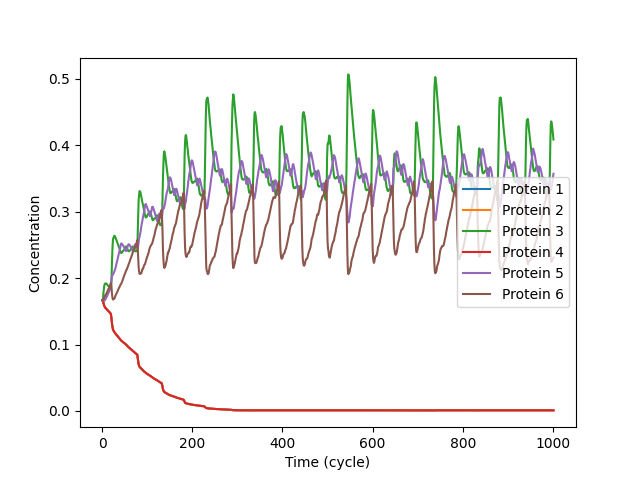 0.5
0.4
0.3
0.2
0.1
0.0
Concentration
0
200
400
600
800
1000
Time (cycle)
Protein 1
Protein 2
Protein 3
Protein 4
Protein 5
Protein 6